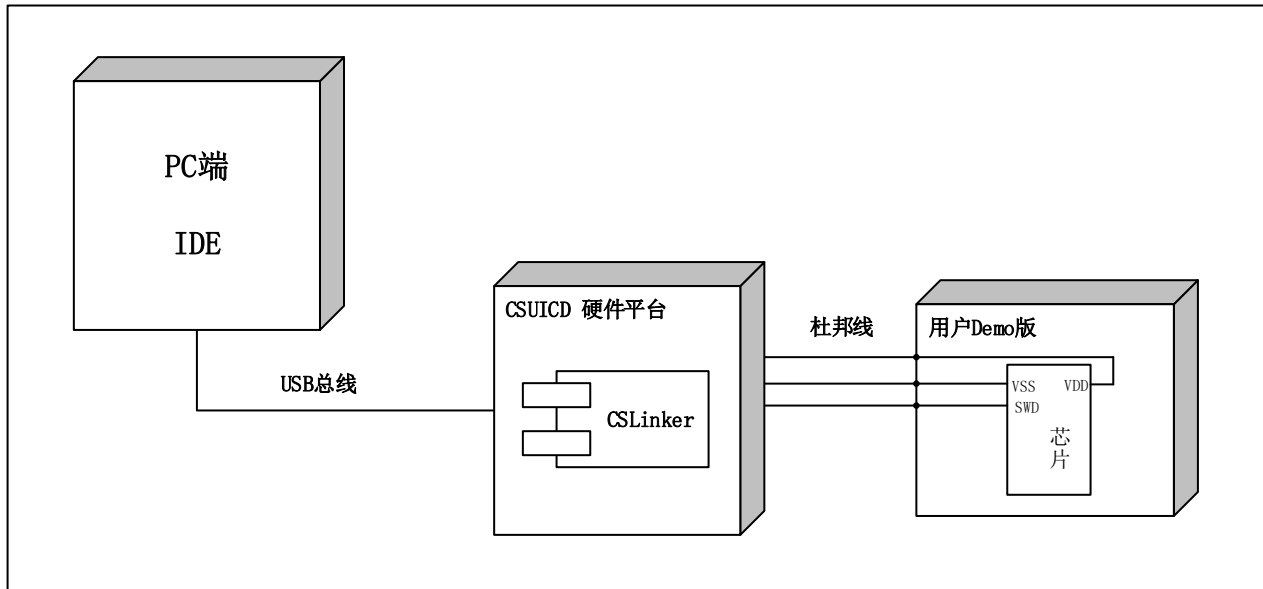 PC端
IDE
USB总线
CSUICD 硬件平台
CSLinker
杜邦线
用户Demo版
VSS
VDD
SWD
芯
片